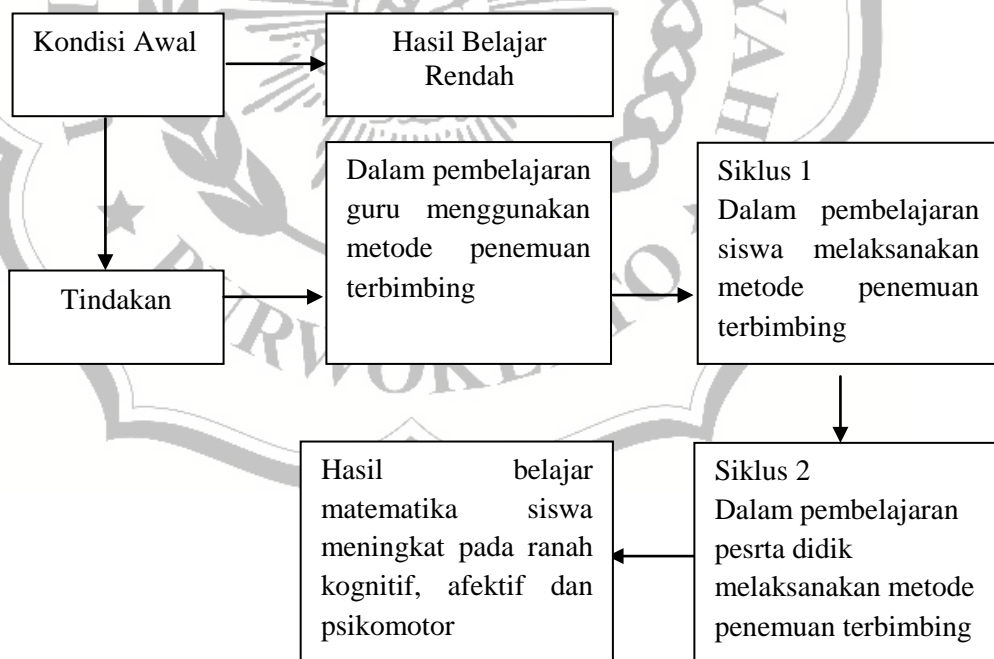 Kondisi Awal
Hasil Belajar
Rendah
Dalam pembelajaran
guru menggunakan
metode penemuan
terbimbing
Siklus 1
Dalam pembelajaran
siswa melaksanakan
metode penemuan
terbimbing
Tindakan
PURWOKERTO
Hasil belajar
matematika siswa
meningkat pada ranah
kognitif, afektif dan
psikomotor
Siklus 2
Dalam pembelajaran
pesrta didik
melaksanakan metode
penemuan terbimbing